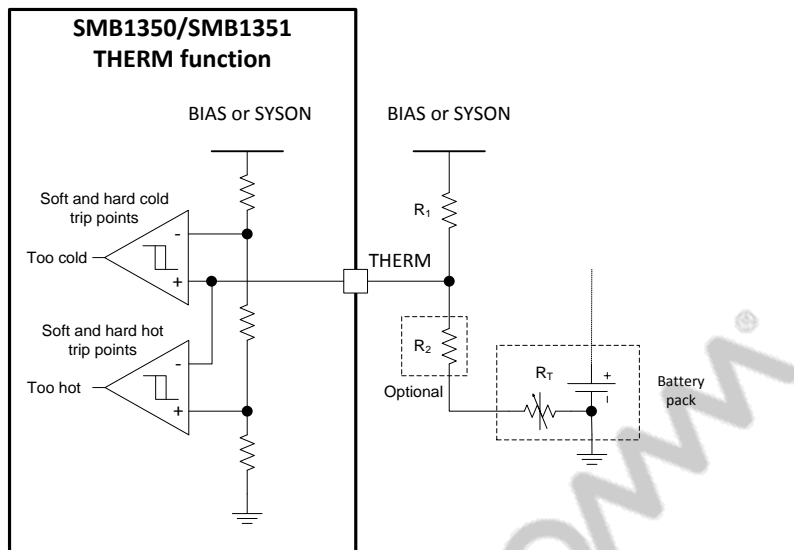 SMB1350/SMB1351
THERM function
BIAS or SYSON
BIAS or SYSON
Soft and hard cold
trip points
R1
-
Too cold
+
THERM
Soft and hard hot
trip points
R2
-
Optional
RT
+
Battery
pack
Too hot
+
-
OMM
®